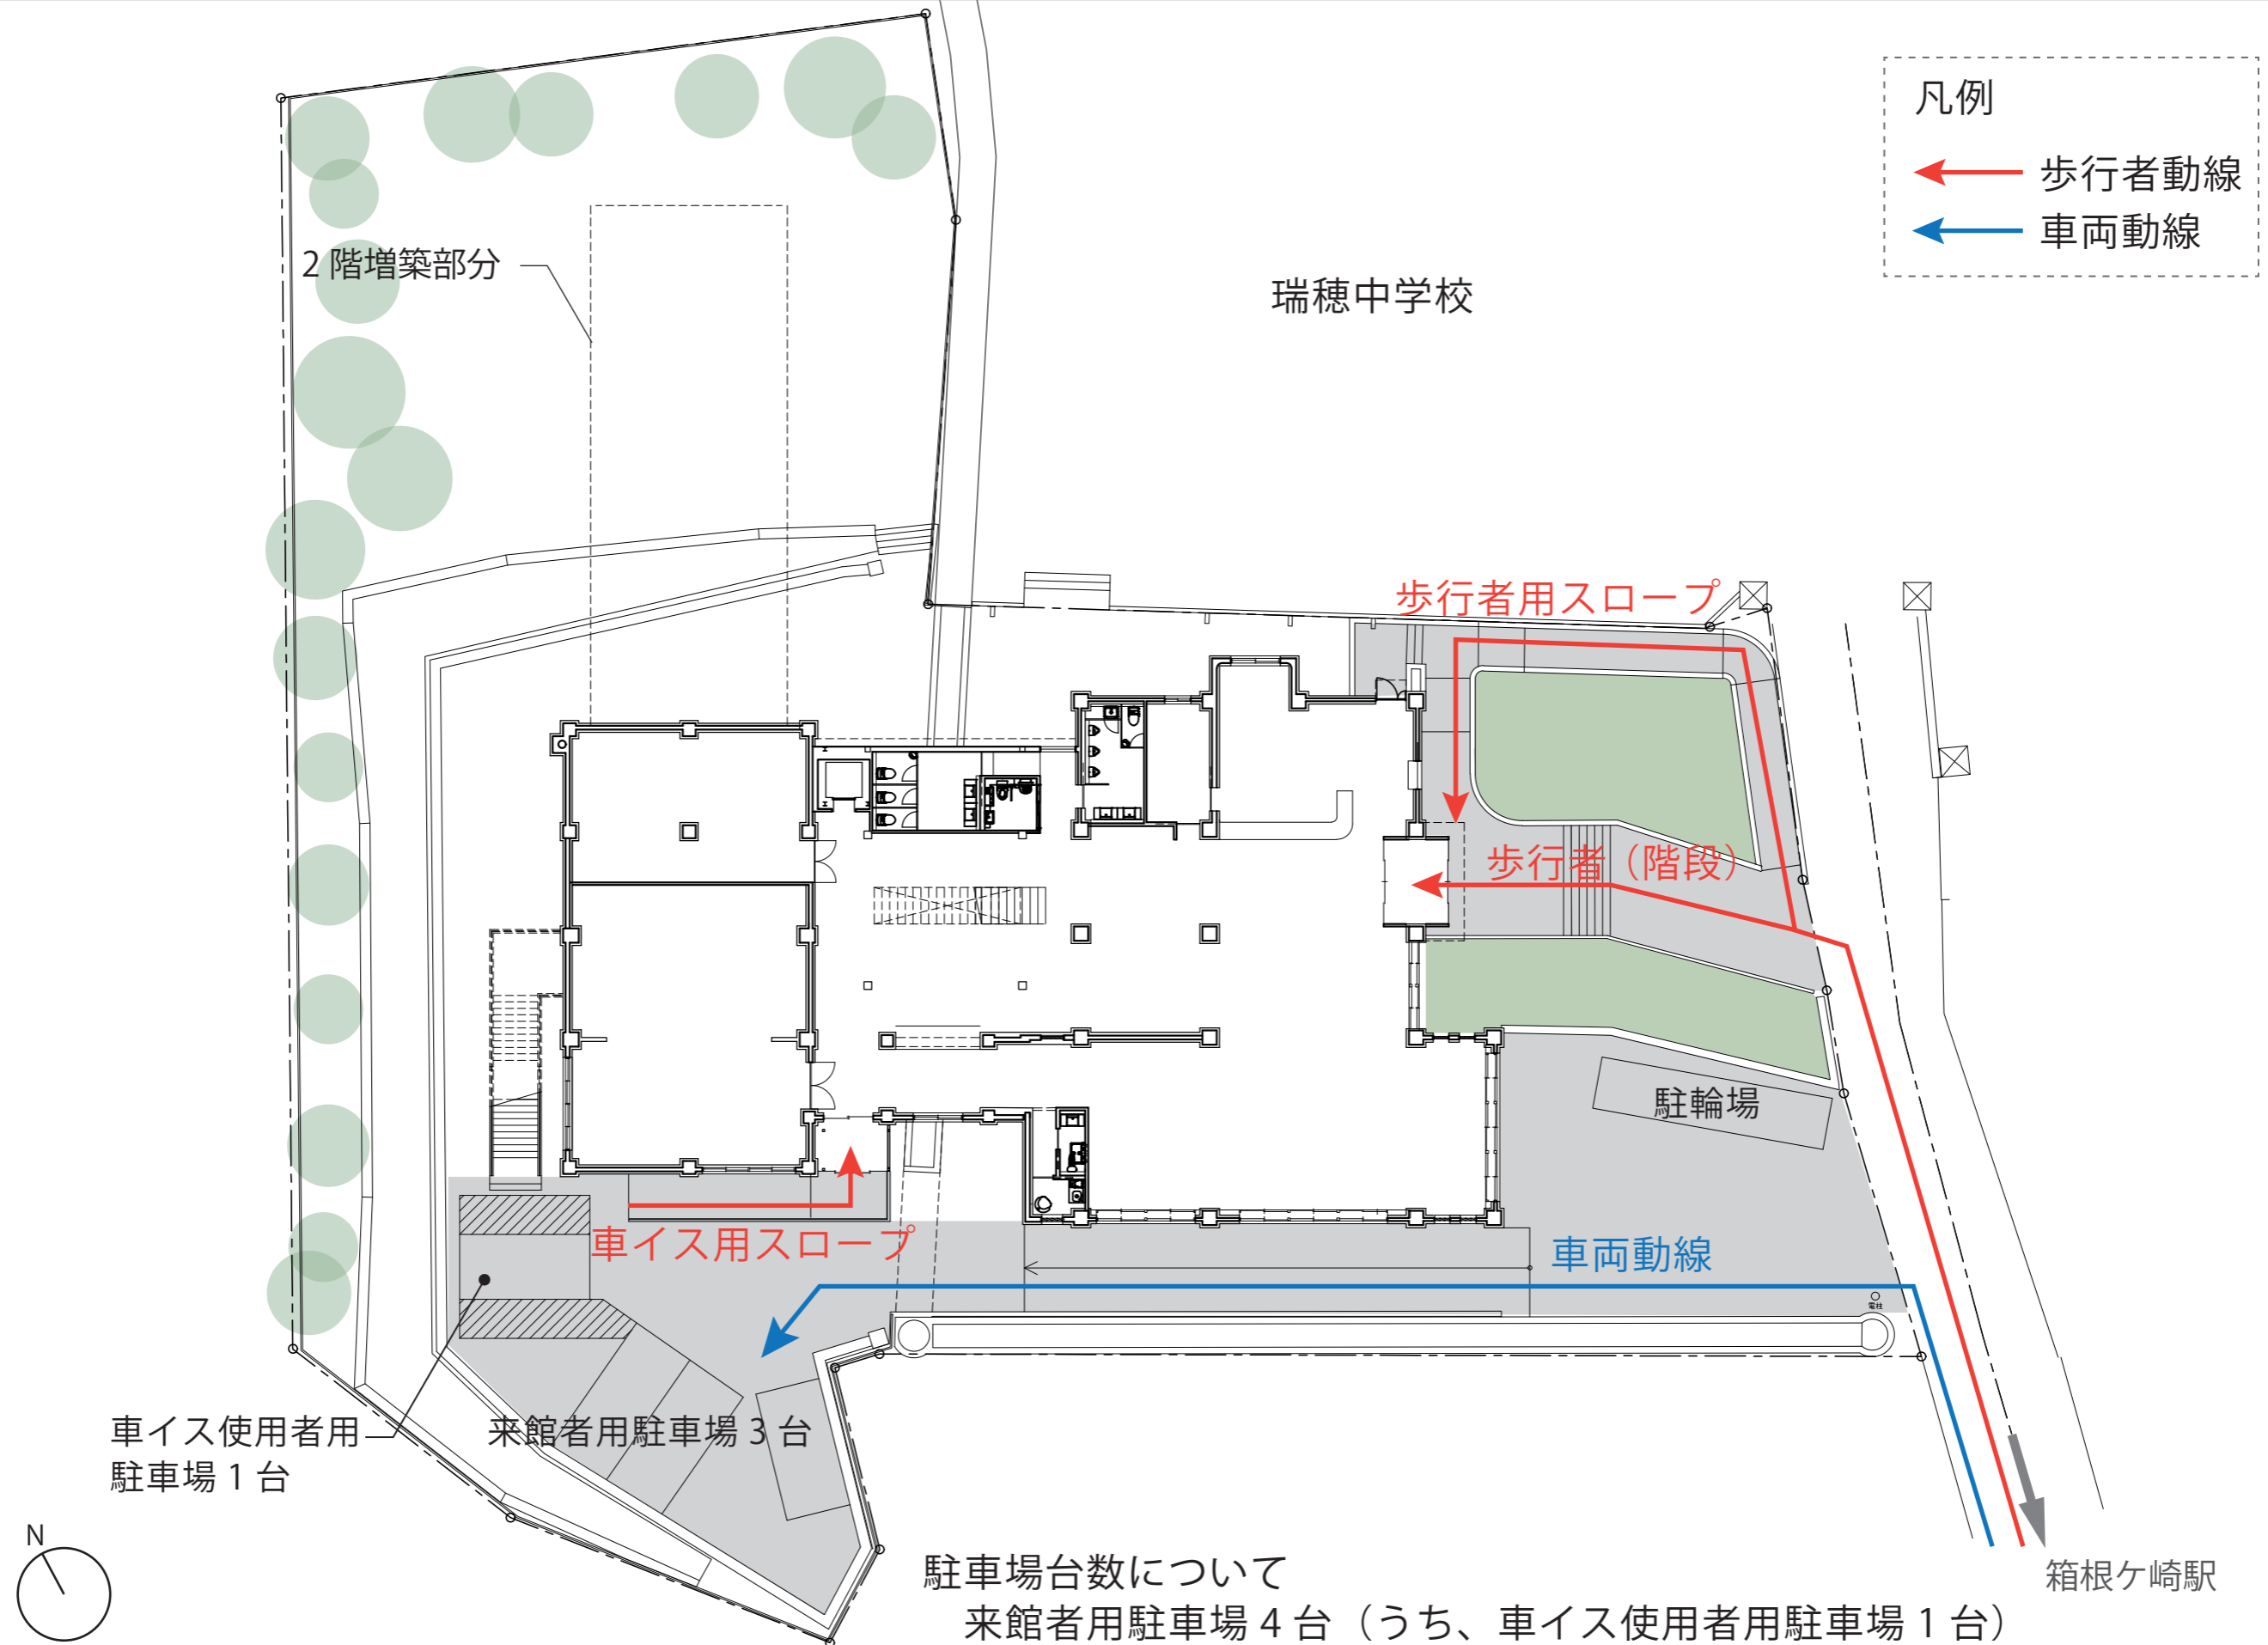 凡例
歩行者動線
車両動線
2 階増築部分
瑞穂中学校
歩行者用スロープ
歩行者（階段）
駐輪場
車イス用スロープ
車両動線
電柱
車イス使用者用
駐車場 1 台
来館者用駐車場 3 台
N
駐車場台数について
来館者用駐車場 4 台（うち、車イス使用者用駐車場 1 台）
箱根ケ崎駅